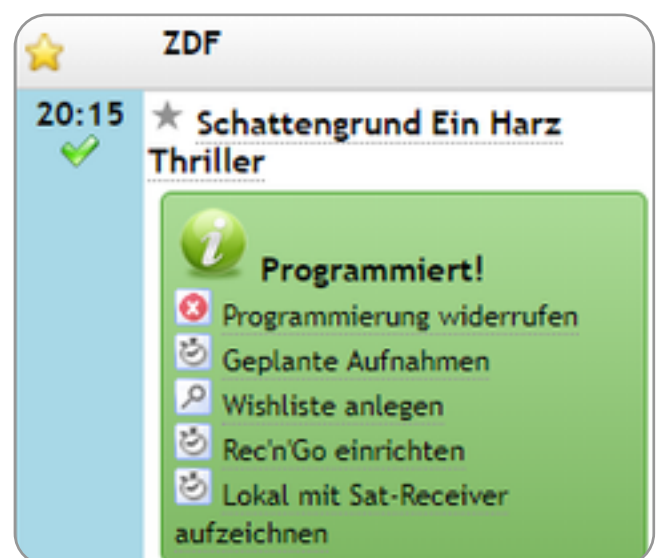 ZDF
20:15
Schattengrund Ein Harz
Thriller
Programmiert!
Programmierung widerrufen
Geplante Aufnahmen
Wishliste anlegen
Rec'n'Go einrichten
Lokal mit Sat-Receiver
aufzeichnen